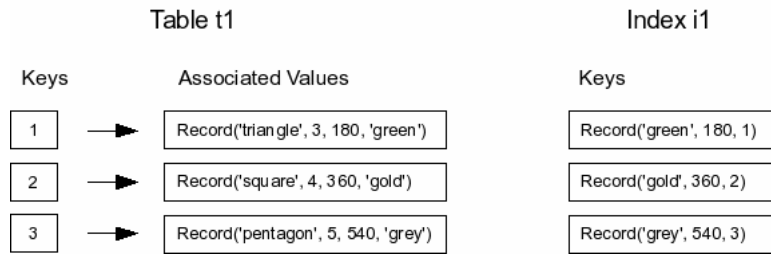 Table t1 Index i1
Keys Associated Values Keys
1 Record('triangle', 3, 180, 'green') Record('green', 180, 1)
2 Record('square', 4, 360, 'gold') Record('gold', 360, 2)
3 Record('pentagon', 5, 540, 'grey') Record('grey', 540, 3)